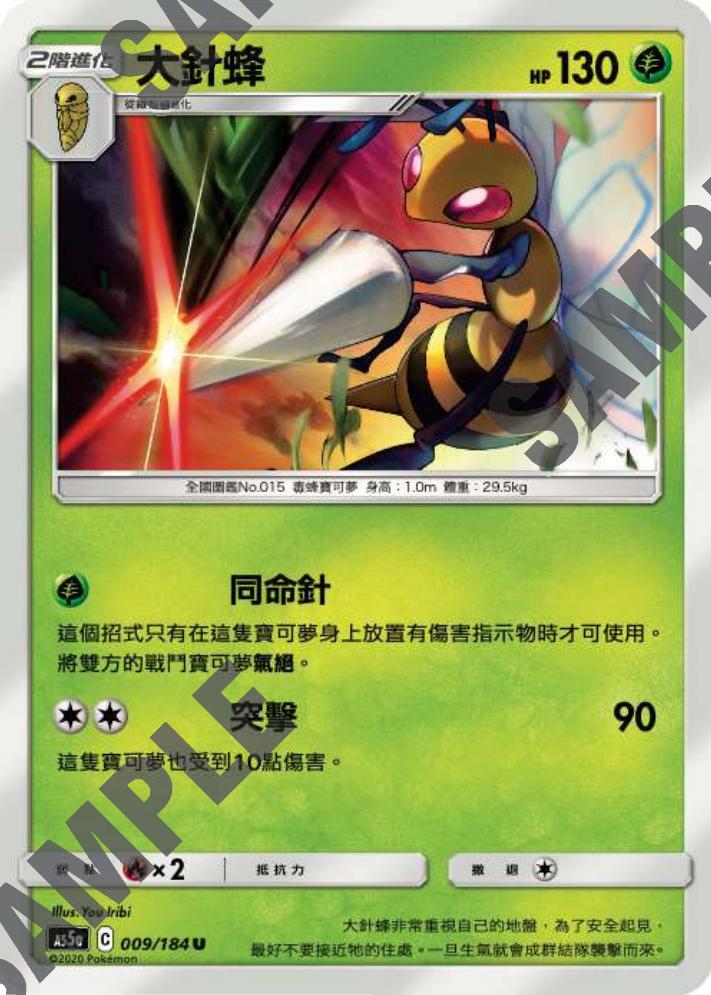 2階進化
大針蜂
HP 130
進化
全國圖鑑No.015 毒蜂寶可夢 身高：1.0m 體重：29.5kg
同命針
這個招式只有在這隻寶可夢身上放置有傷害指示物時才可使用。
將雙方的戰鬥寶可夢氣絕。
突擊 90
這隻寶可夢也受到10點傷害。
×2 抵抗力 撤退
Illus. You Iribi
AS5a C 009/184 U
©2020 Pokémon
大針蜂非常重視自己的地盤，為了安全起見，
最好不要接近牠的住處。一旦生氣就會成群結隊襲擊而來。
SAMPLE
SAMPLE